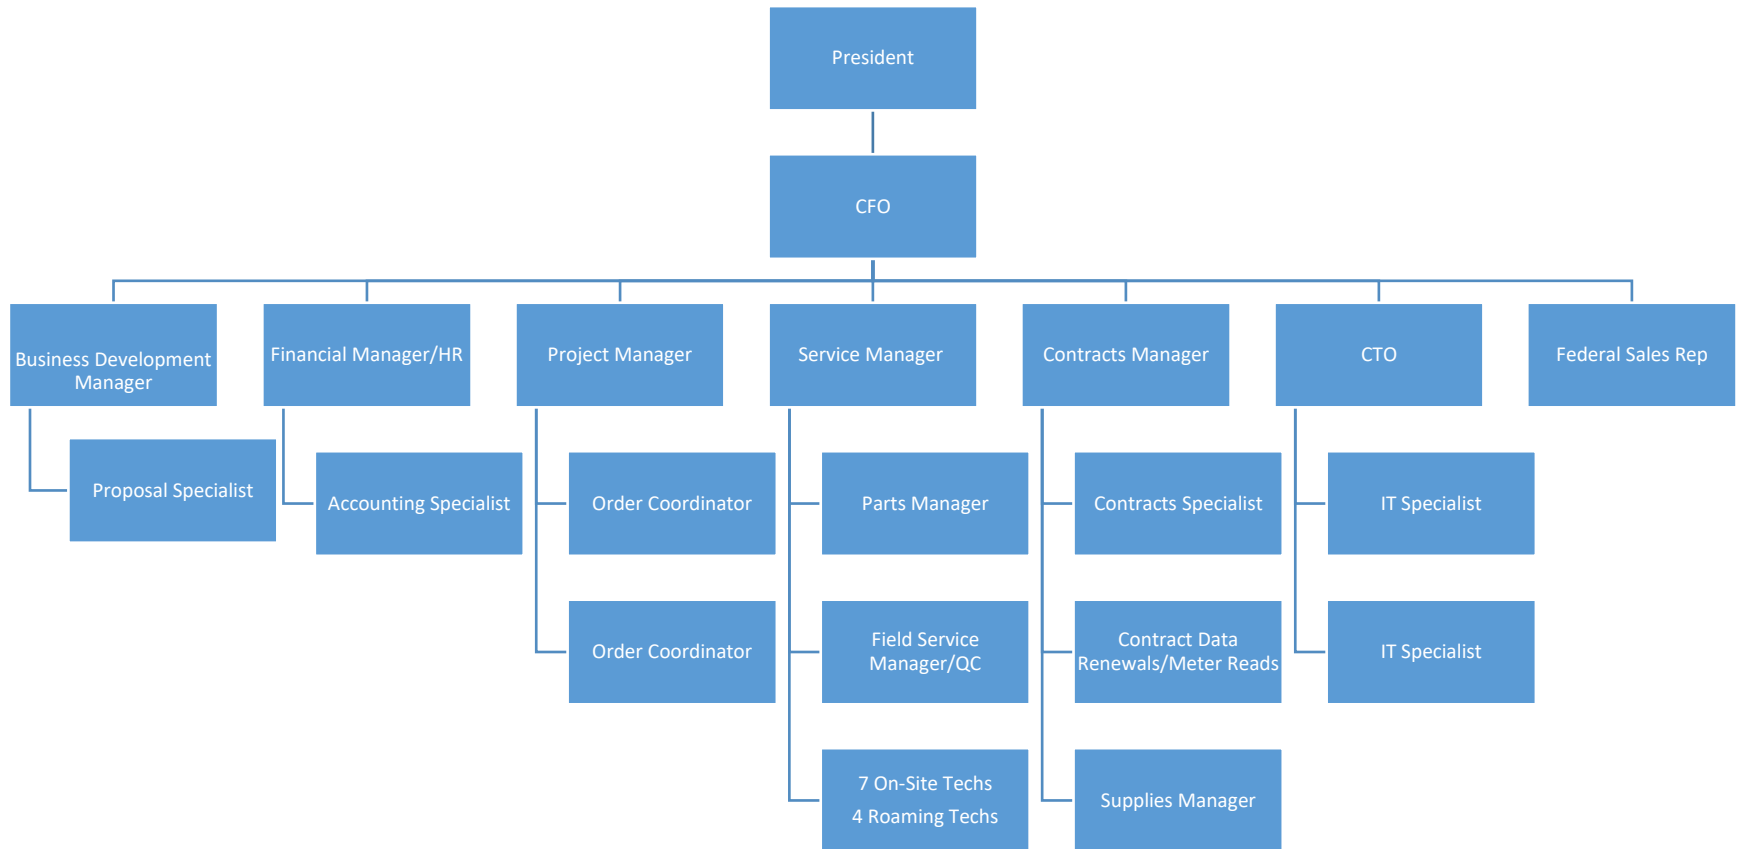 President
CFO
Business Development
Manager
Financial Manager/HR
Project Manager
Service Manager
Contracts Manager
CTO
Federal Sales Rep
Proposal Specialist
Accounting Specialist
Order Coordinator
Parts Manager
Contracts Specialist
IT Specialist
Order Coordinator
Field Service
Manager/QC
Contract Data
Renewals/Meter Reads
IT Specialist
7 On-Site Techs
4 Roaming Techs
Supplies Manager